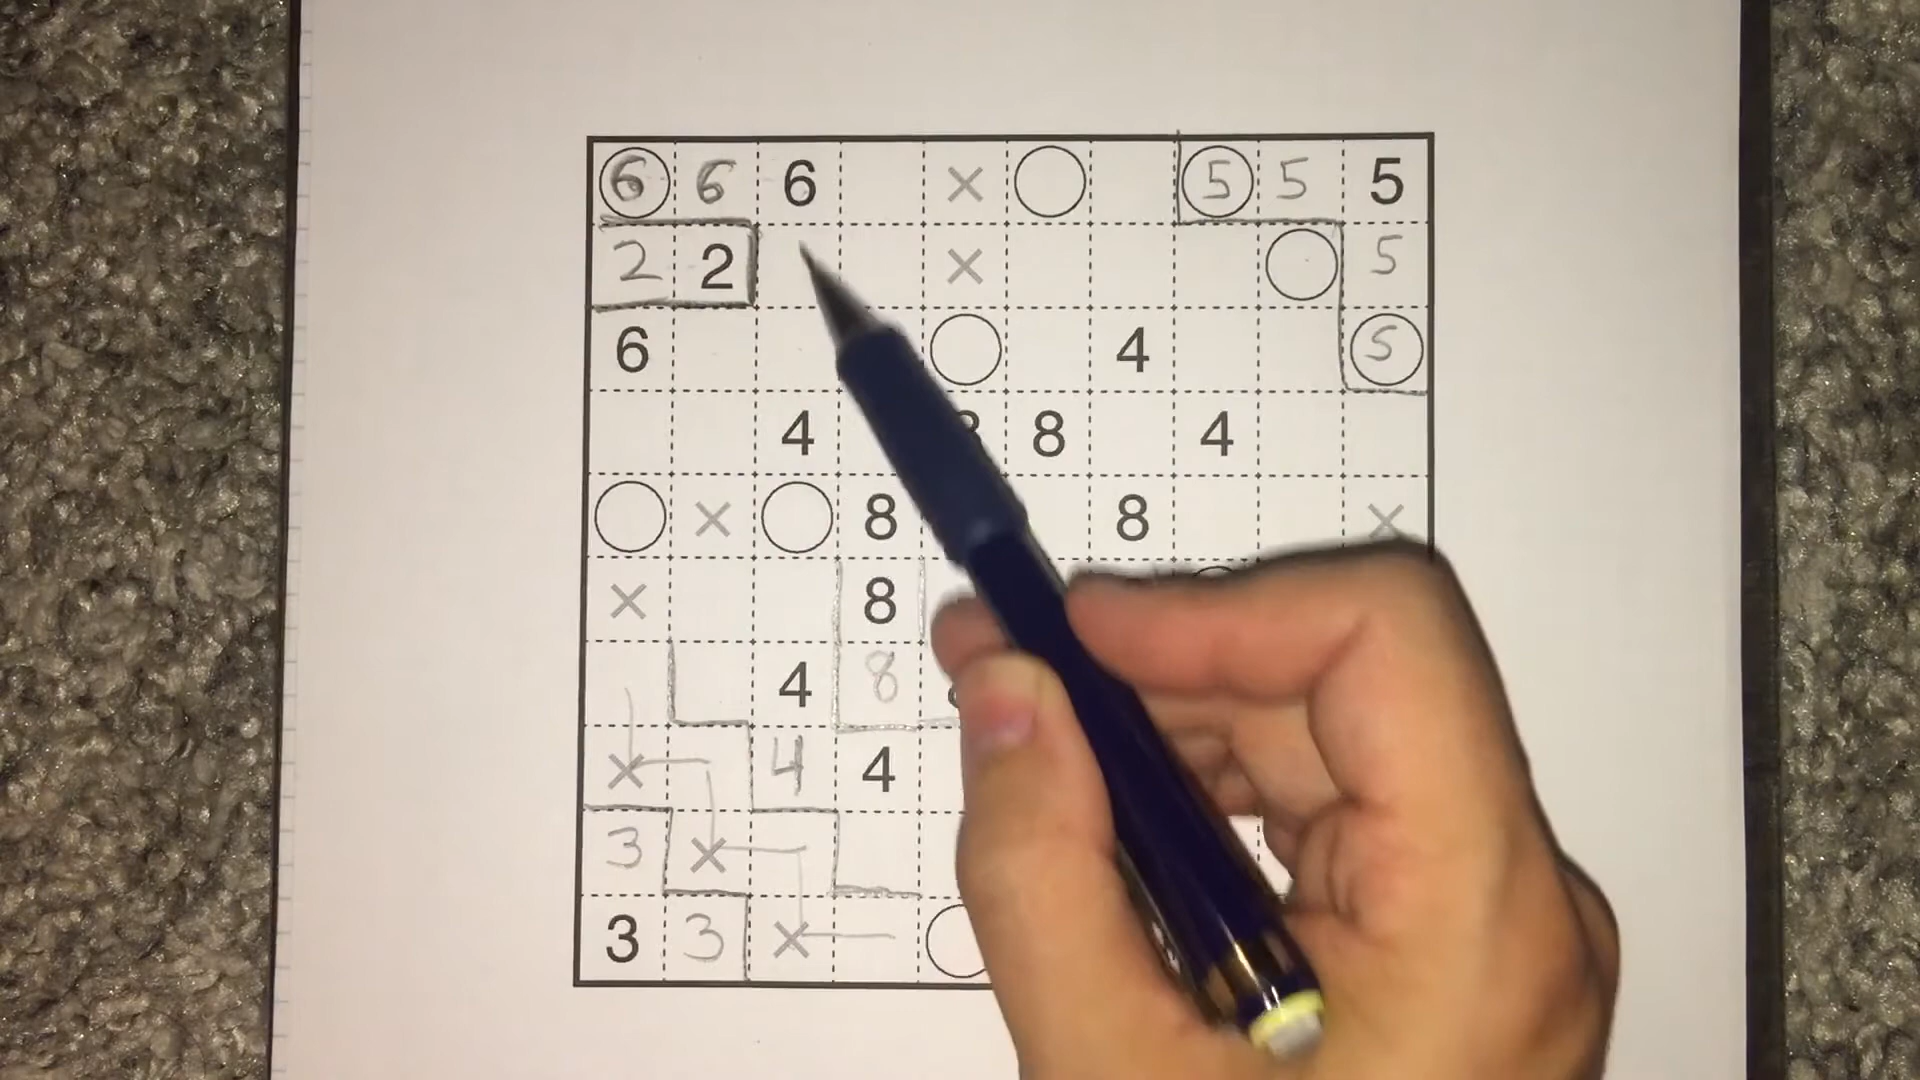 6 6 6 × 5 5 5
2 2 × 5
6 4 5
4 8 4
× 8 8 ×
× 8
4 8
× 4 4
3 ×
3 3 ×